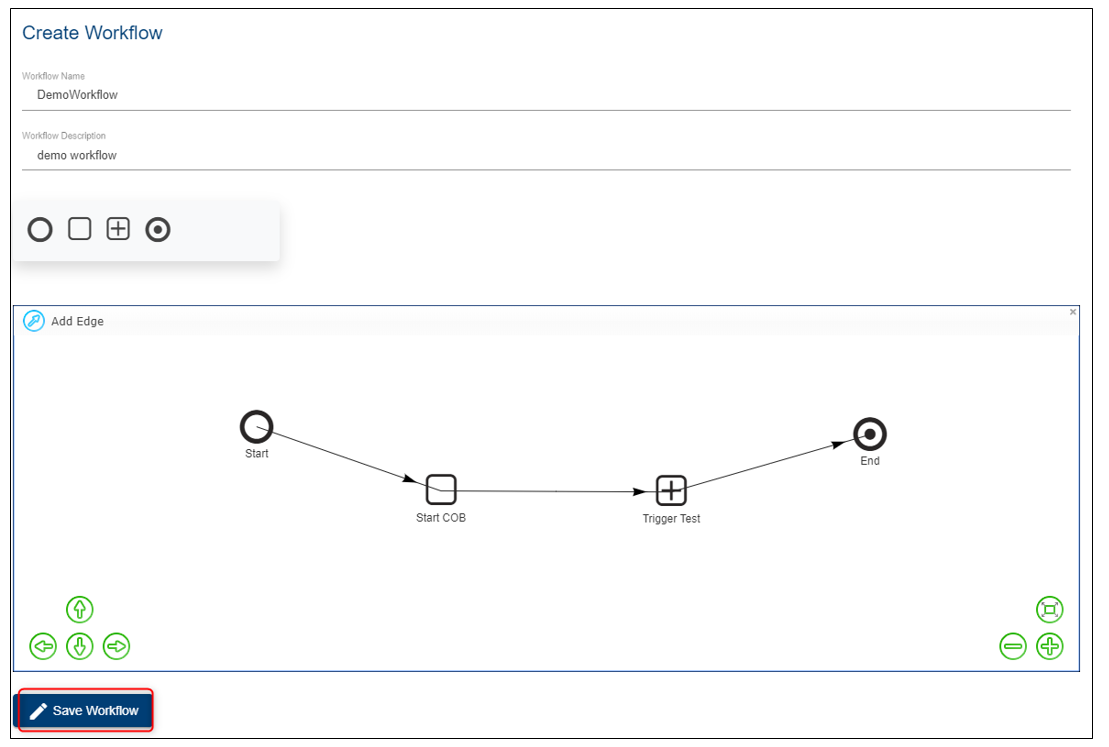 Create Workflow
Workflow Name
DemoWorkflow
Workflow Description
demo workflow
Add Edge
Start
End
Start COB
Trigger Test
Save Workflow